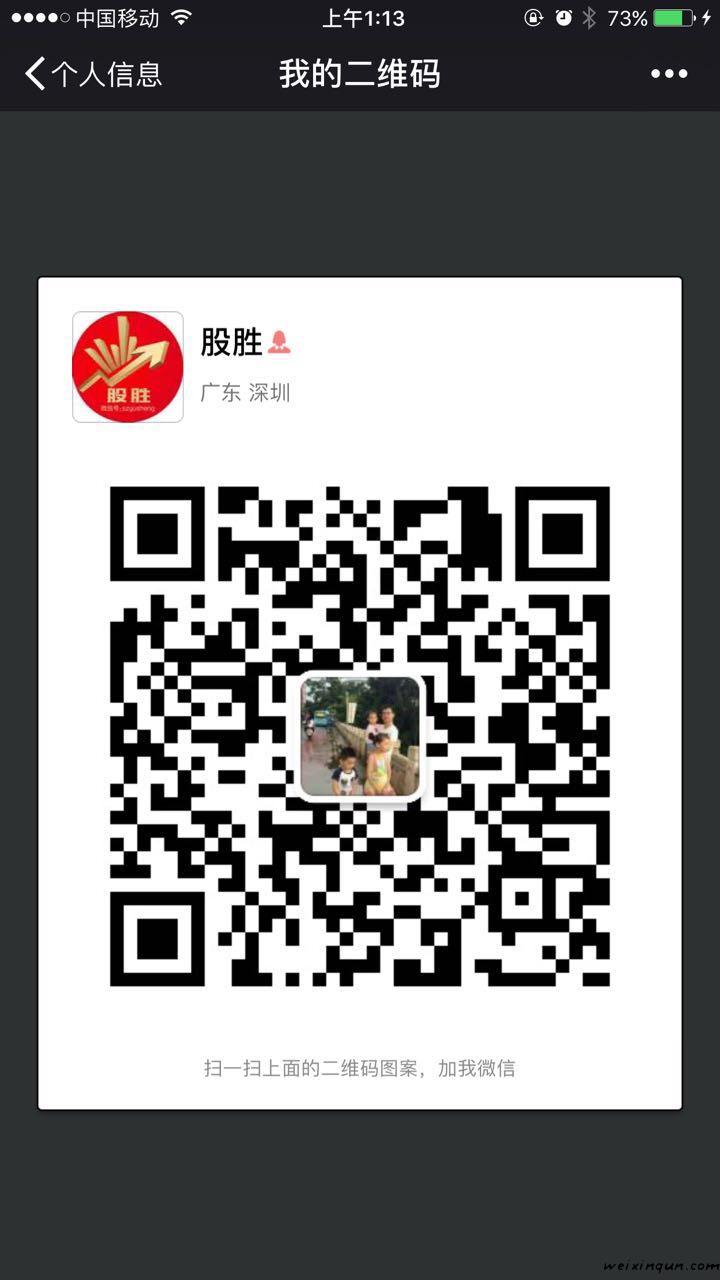 中国移动 上午1:13 73%
个人信息 我的二维码
股胜
广东 深圳
股胜
微信号:szgusheng
扫一扫上面的二维码图案，加我微信
weixinqun.com